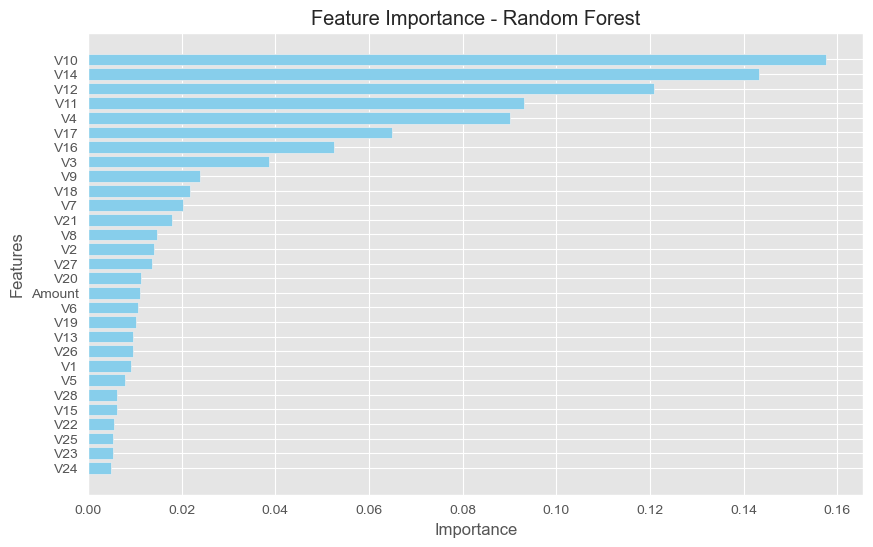 Feature Importance - Random Forest
V10
V14
V12
V11
V4
V17
V16
V3
V9
V18
V7
V21
V8
V2
V27
V20
Amount
V6
V19
V13
V26
V1
V5
V28
V15
V22
V25
V23
V24
Features
0.00 0.02 0.04 0.06 0.08 0.10 0.12 0.14 0.16
Importance